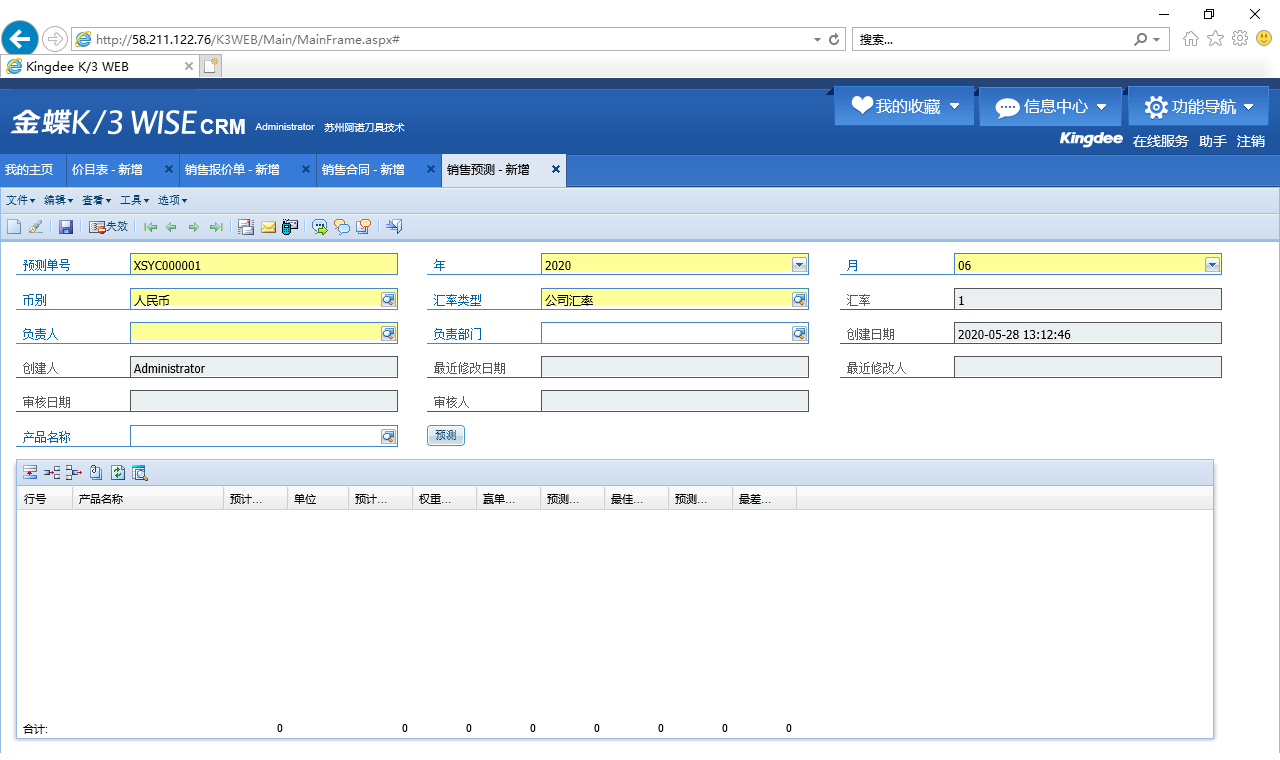 http://58.211.122.76/K3WEB/Main/MainFrame.aspx#
搜索...
Kingdee K/3 WEB
金蝶K/3 WISE CRM Administrator 苏州阿诺刀具技术
我的收藏 信息中心 功能导航
Kingdee 在线服务 助手 注销
我的主页 价目表 - 新增 销售报价单 - 新增 销售合同 - 新增 销售预测 - 新增
文件 编辑 查看 工具 选项
失效
预测单号 XSYC000001 年 2020 月 06
币别 人民币 汇率类型 公司汇率 汇率 1
负责人 负责部门 创建日期 2020-05-28 13:12:46
创建人 Administrator 最近修改日期 最近修改人
审核日期 审核人
产品名称 预测
行号 产品名称 预计... 单位 预计... 权重... 赢单... 预测... 最佳... 预测... 最差...
合计: 0 0 0 0 0 0 0 0